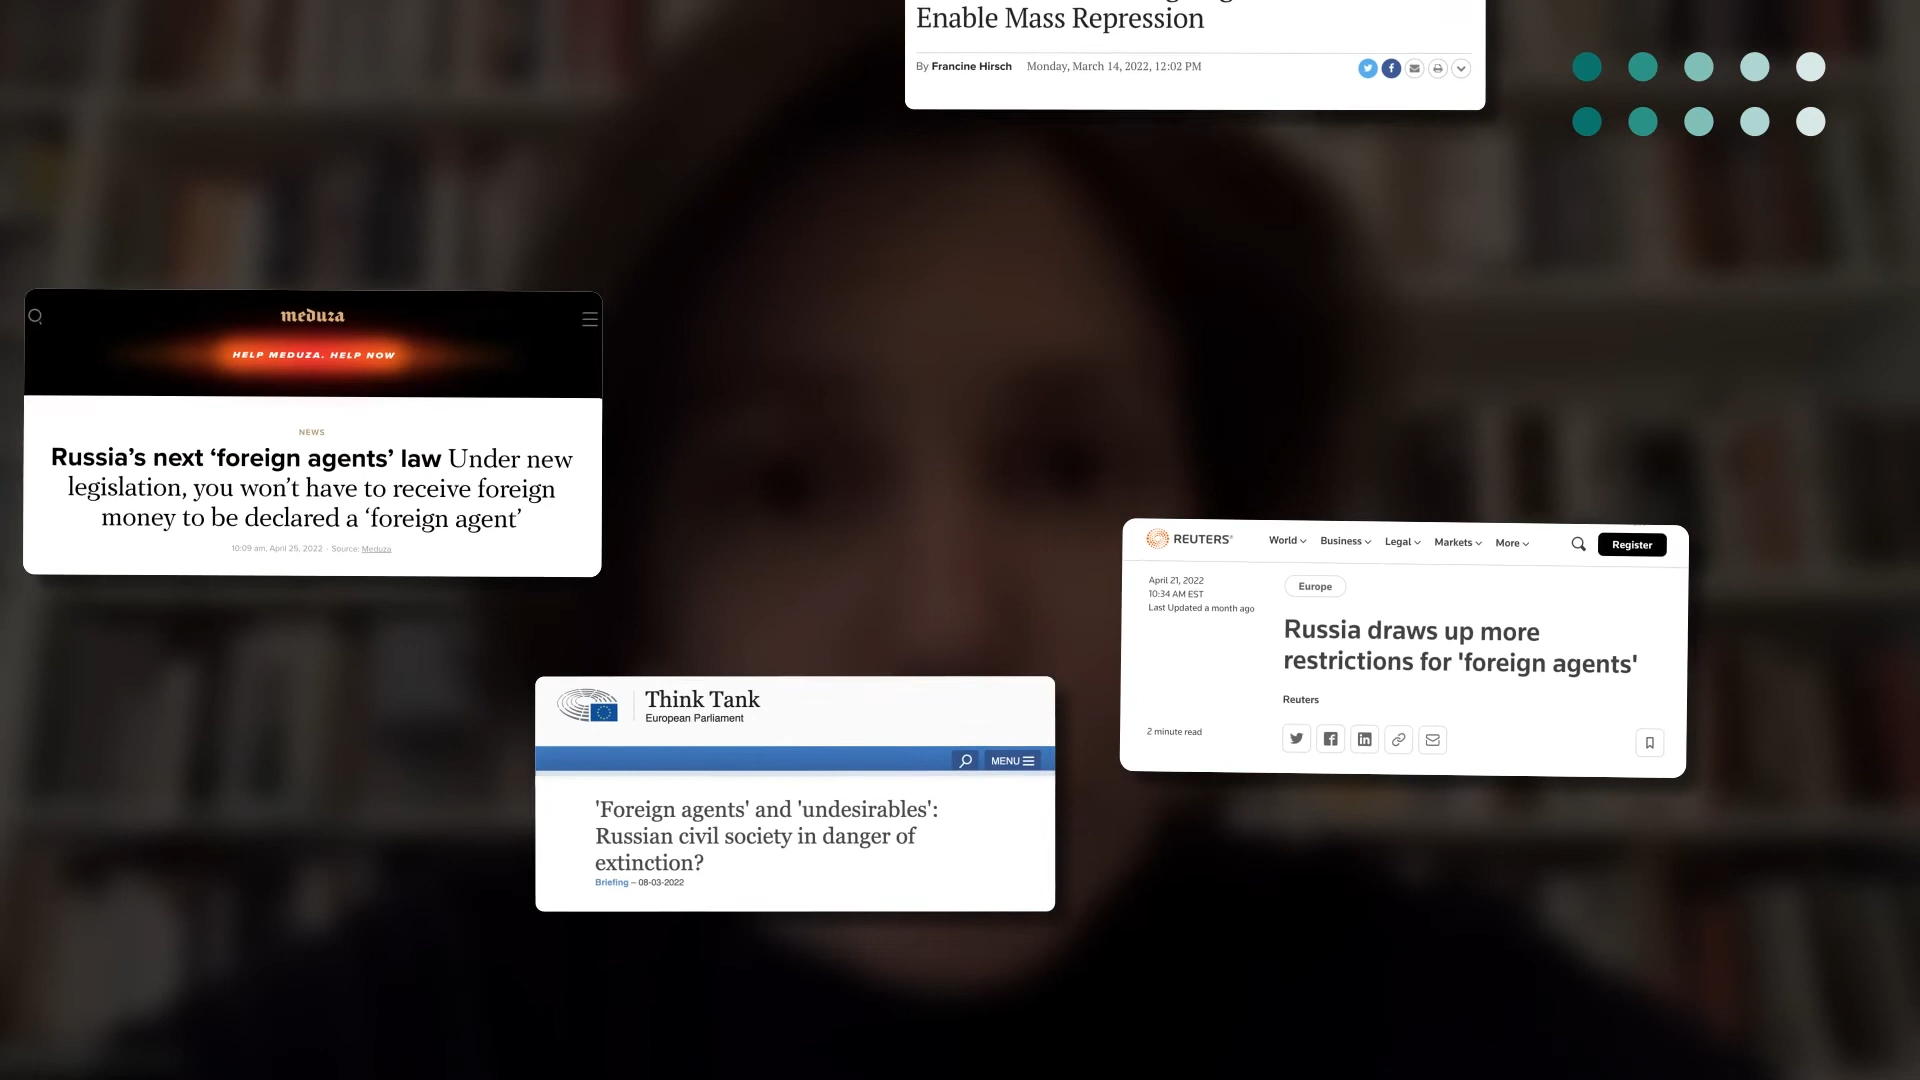 Enable Mass Repression
By Francine Hirsch Monday, March 14, 2022, 12:02 PM
meduza
HELP MEDUZA. HELP NOW
NEWS
Russia's next 'foreign agents' law Under new
legislation, you won't have to receive foreign
money to be declared a 'foreign agent'
10:09 am, April 25, 2022 · Source: Meduza
REUTERS®
World Business Legal Markets More
Register
April 21, 2022
10:34 AM EST
Last Updated a month ago
Europe
Russia draws up more
restrictions for 'foreign agents'
Reuters
2 minute read
Think Tank
European Parliament
MENU
'Foreign agents' and 'undesirables':
Russian civil society in danger of
extinction?
Briefing – 08-03-2022